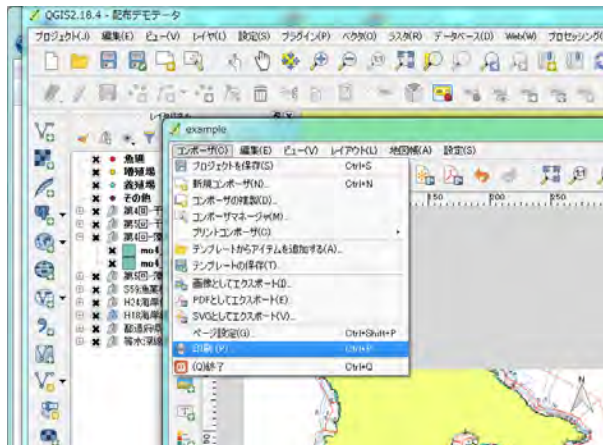 QGIS2.18.4 - 配布デモデータ
プロジェクト(J) 編集(E) ビュー(V) レイヤ(L) 設定(S) プラグイン(P) ベクタ(O) ラスタ(R) データベース(D) Web(W) プロセッシング(
example
コンポーザ(C) 編集(E) ビュー(V) レイアウト(L) 地図帳(A) 設定(S)
プロジェクトを保存(S) Ctrl+S
新規コンポーザ(N)... Ctrl+N
コンポーザの複製(D)...
コンポーザマネージャ(M)...
プリントコンポーザ(C)
テンプレートからアイテムを追加する(A)...
テンプレートの保存(T)...
画像としてエクスポート(I)...
PDFとしてエクスポート(E)
SVGとしてエクスポート(V)...
ページ設定(G)... Ctrl+Shift+P
印刷(P)... Ctrl+P
(Q)終了 Ctrl+Q
魚礁
増殖場
養殖場
その他
第4回-干
第5回-干
第4回-藻
mo4_
mo4_
第5回-藻
S59漁業権
H24海岸
H18海岸
都道府県
等水深線
150 200 250